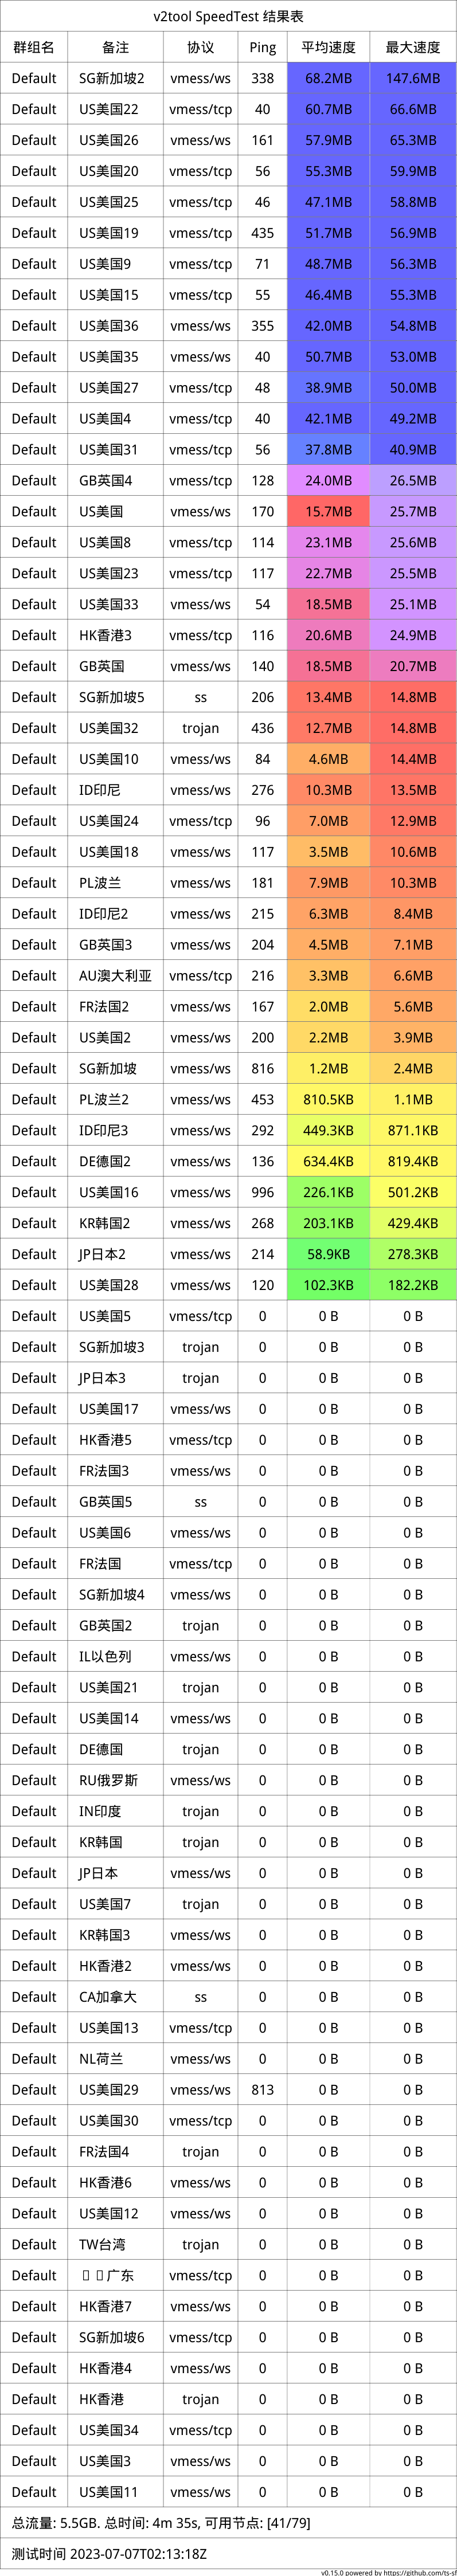 v2tool SpeedTest 结果表
群组名 备注 协议 Ping 平均速度 最大速度
Default SG新加坡2 vmess/ws 338 68.2MB 147.6MB
Default US美国22 vmess/tcp 40 60.7MB 66.6MB
Default US美国26 vmess/ws 161 57.9MB 65.3MB
Default US美国20 vmess/tcp 56 55.3MB 59.9MB
Default US美国25 vmess/tcp 46 47.1MB 58.8MB
Default US美国19 vmess/tcp 435 51.7MB 56.9MB
Default US美国9 vmess/tcp 71 48.7MB 56.3MB
Default US美国15 vmess/tcp 55 46.4MB 55.3MB
Default US美国36 vmess/ws 355 42.0MB 54.8MB
Default US美国35 vmess/ws 40 50.7MB 53.0MB
Default US美国27 vmess/tcp 48 38.9MB 50.0MB
Default US美国4 vmess/tcp 40 42.1MB 49.2MB
Default US美国31 vmess/tcp 56 37.8MB 40.9MB
Default GB英国4 vmess/tcp 128 24.0MB 26.5MB
Default US美国 vmess/ws 170 15.7MB 25.7MB
Default US美国8 vmess/tcp 114 23.1MB 25.6MB
Default US美国23 vmess/tcp 117 22.7MB 25.5MB
Default US美国33 vmess/ws 54 18.5MB 25.1MB
Default HK香港3 vmess/tcp 116 20.6MB 24.9MB
Default GB英国 vmess/ws 140 18.5MB 20.7MB
Default SG新加坡5 ss 206 13.4MB 14.8MB
Default US美国32 trojan 436 12.7MB 14.8MB
Default US美国10 vmess/ws 84 4.6MB 14.4MB
Default ID印尼 vmess/ws 276 10.3MB 13.5MB
Default US美国24 vmess/tcp 96 7.0MB 12.9MB
Default US美国18 vmess/ws 117 3.5MB 10.6MB
Default PL波兰 vmess/ws 181 7.9MB 10.3MB
Default ID印尼2 vmess/ws 215 6.3MB 8.4MB
Default GB英国3 vmess/ws 204 4.5MB 7.1MB
Default AU澳大利亚 vmess/tcp 216 3.3MB 6.6MB
Default FR法国2 vmess/ws 167 2.0MB 5.6MB
Default US美国2 vmess/ws 200 2.2MB 3.9MB
Default SG新加坡 vmess/ws 816 1.2MB 2.4MB
Default PL波兰2 vmess/ws 453 810.5KB 1.1MB
Default ID印尼3 vmess/ws 292 449.3KB 871.1KB
Default DE德国2 vmess/ws 136 634.4KB 819.4KB
Default US美国16 vmess/ws 996 226.1KB 501.2KB
Default KR韩国2 vmess/ws 268 203.1KB 429.4KB
Default JP日本2 vmess/ws 214 58.9KB 278.3KB
Default US美国28 vmess/ws 120 102.3KB 182.2KB
Default US美国5 vmess/tcp 0 0 B 0 B
Default SG新加坡3 trojan 0 0 B 0 B
Default JP日本3 trojan 0 0 B 0 B
Default US美国17 vmess/ws 0 0 B 0 B
Default HK香港5 vmess/tcp 0 0 B 0 B
Default FR法国3 vmess/ws 0 0 B 0 B
Default GB英国5 ss 0 0 B 0 B
Default US美国6 vmess/ws 0 0 B 0 B
Default FR法国 vmess/tcp 0 0 B 0 B
Default SG新加坡4 vmess/ws 0 0 B 0 B
Default GB英国2 trojan 0 0 B 0 B
Default IL以色列 vmess/ws 0 0 B 0 B
Default US美国21 trojan 0 0 B 0 B
Default US美国14 vmess/ws 0 0 B 0 B
Default DE德国 trojan 0 0 B 0 B
Default RU俄罗斯 vmess/ws 0 0 B 0 B
Default IN印度 trojan 0 0 B 0 B
Default KR韩国 trojan 0 0 B 0 B
Default JP日本 vmess/ws 0 0 B 0 B
Default US美国7 trojan 0 0 B 0 B
Default KR韩国3 vmess/ws 0 0 B 0 B
Default HK香港2 vmess/ws 0 0 B 0 B
Default CA加拿大 ss 0 0 B 0 B
Default US美国13 vmess/tcp 0 0 B 0 B
Default NL荷兰 vmess/ws 0 0 B 0 B
Default US美国29 vmess/ws 813 0 B 0 B
Default US美国30 vmess/tcp 0 0 B 0 B
Default FR法国4 trojan 0 0 B 0 B
Default HK香港6 vmess/ws 0 0 B 0 B
Default US美国12 vmess/ws 0 0 B 0 B
Default TW台湾 trojan 0 0 B 0 B
Default 广东 vmess/tcp 0 0 B 0 B
Default HK香港7 vmess/ws 0 0 B 0 B
Default SG新加坡6 vmess/tcp 0 0 B 0 B
Default HK香港4 vmess/ws 0 0 B 0 B
Default HK香港 trojan 0 0 B 0 B
Default US美国34 vmess/tcp 0 0 B 0 B
Default US美国3 vmess/ws 0 0 B 0 B
Default US美国11 vmess/ws 0 0 B 0 B
总流量: 5.5GB. 总时间: 4m 35s, 可用节点: [41/79]
测试时间 2023-07-07T02:13:18Z
v0.15.0 powered by https://github.com/ts-sf